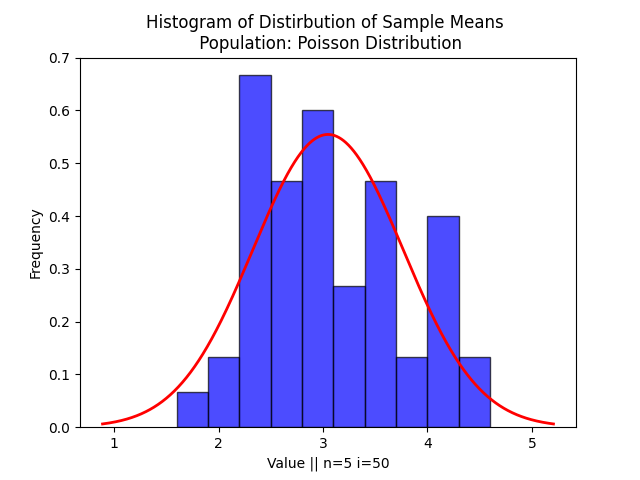 Histogram of Distirbution of Sample Means
Population: Poisson Distribution
0.7
0.6
0.5
0.4
0.3
0.2
0.1
0.0
Frequency
1 2 3 4 5
Value || n=5 i=50